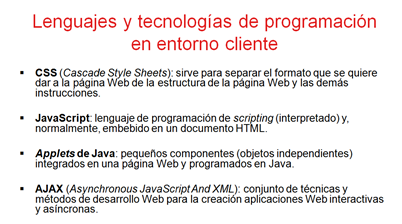 Lenguajes y tecnologías de programación
en entorno cliente
▪ CSS (Cascade Style Sheets): sirve para separar el formato que se quiere
dar a la página Web de la estructura de la página Web y las demás
instrucciones.
▪ JavaScript: lenguaje de programación de scripting (interpretado) y,
normalmente, embebido en un documento HTML.
▪ Applets de Java: pequeños componentes (objetos independientes)
integrados en una página Web y programados en Java.
▪ AJAX (Asynchronous JavaScript And XML): conjunto de técnicas y
métodos de desarrollo Web para la creación aplicaciones Web interactivas
y asíncronas.